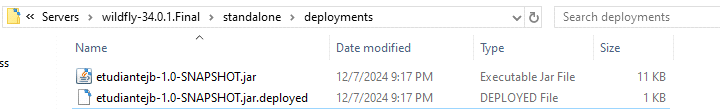 « Servers > wildfly-34.0.1.Final > standalone > deployments
Search deployments
Name Date modified Type Size
ss
etudiantejb-1.0-SNAPSHOT.jar 12/7/2024 9:17 PM Executable Jar File 11 KB
etudiantejb-1.0-SNAPSHOT.jar.deployed 12/7/2024 9:17 PM DEPLOYED File 1 KB